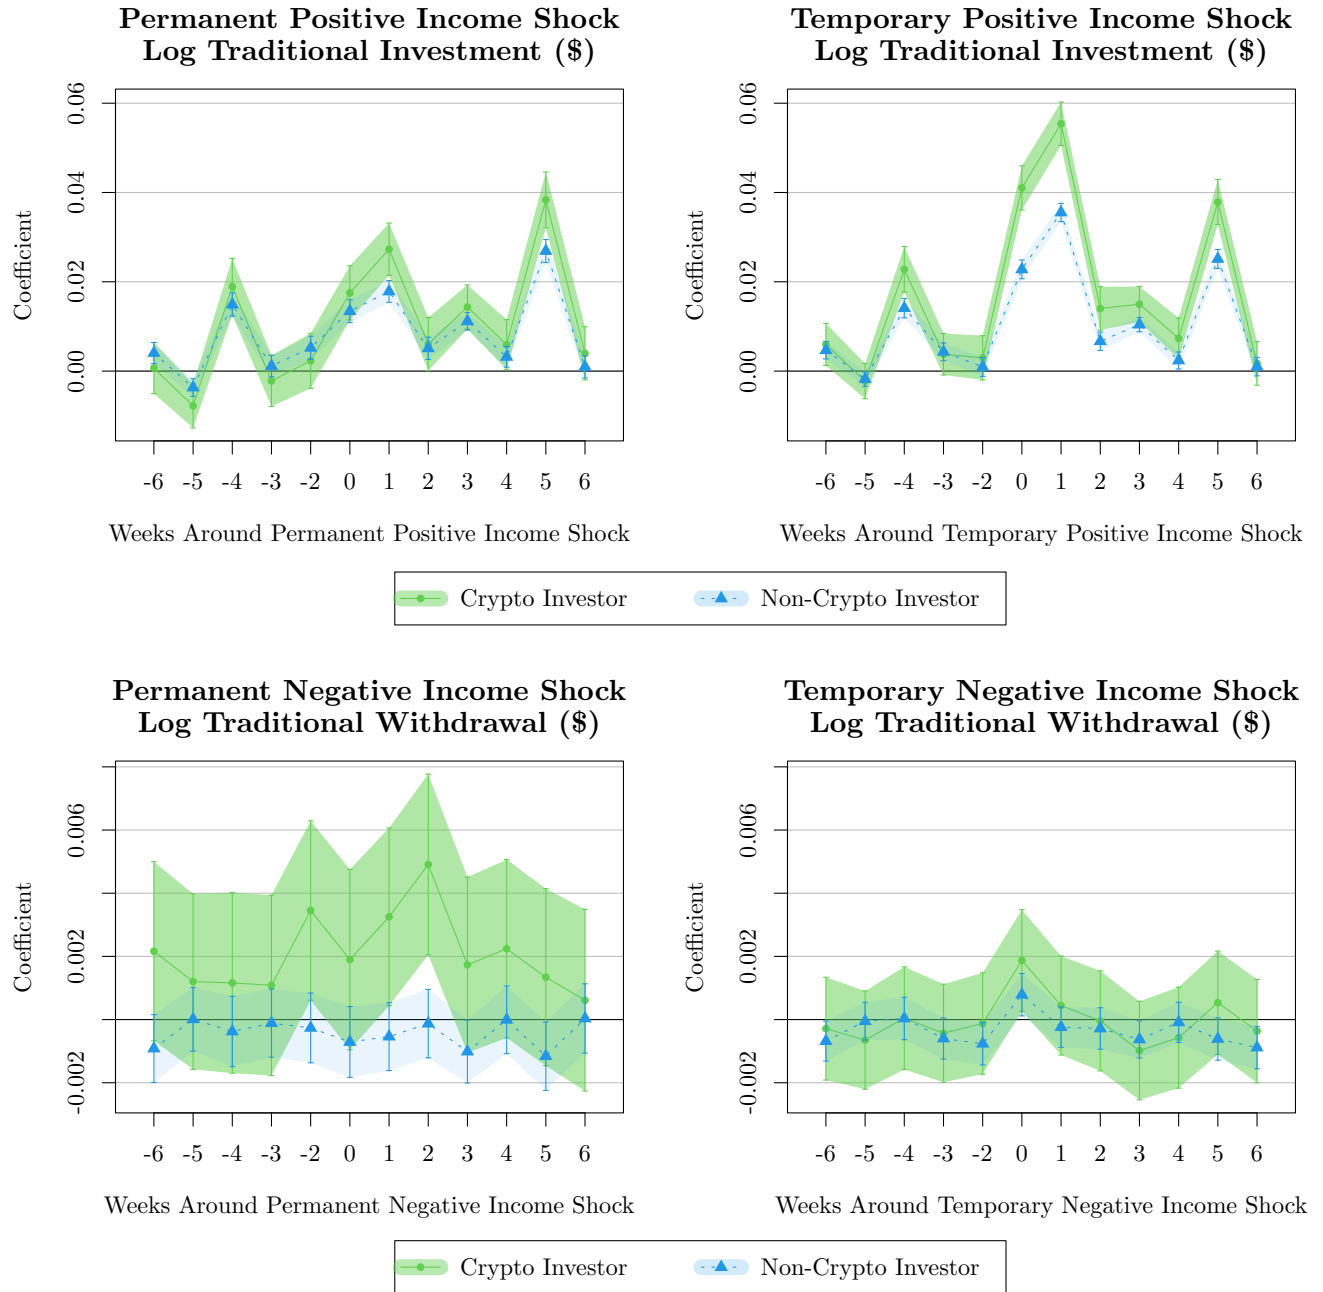 Permanent Positive Income Shock
Log Traditional Investment ($)
Coefficient
0.06
0.04
0.02
0.00
-6 -5 -4 -3 -2 0 1 2 3 4 5 6
Weeks Around Permanent Positive Income Shock
Temporary Positive Income Shock
Log Traditional Investment ($)
Coefficient
0.06
0.04
0.02
0.00
-6 -5 -4 -3 -2 0 1 2 3 4 5 6
Weeks Around Temporary Positive Income Shock
Crypto Investor Non-Crypto Investor
Permanent Negative Income Shock
Log Traditional Withdrawal ($)
Coefficient
0.006
0.002
-0.002
-6 -5 -4 -3 -2 0 1 2 3 4 5 6
Weeks Around Permanent Negative Income Shock
Temporary Negative Income Shock
Log Traditional Withdrawal ($)
Coefficient
0.006
0.002
-0.002
-6 -5 -4 -3 -2 0 1 2 3 4 5 6
Weeks Around Temporary Negative Income Shock
Crypto Investor Non-Crypto Investor